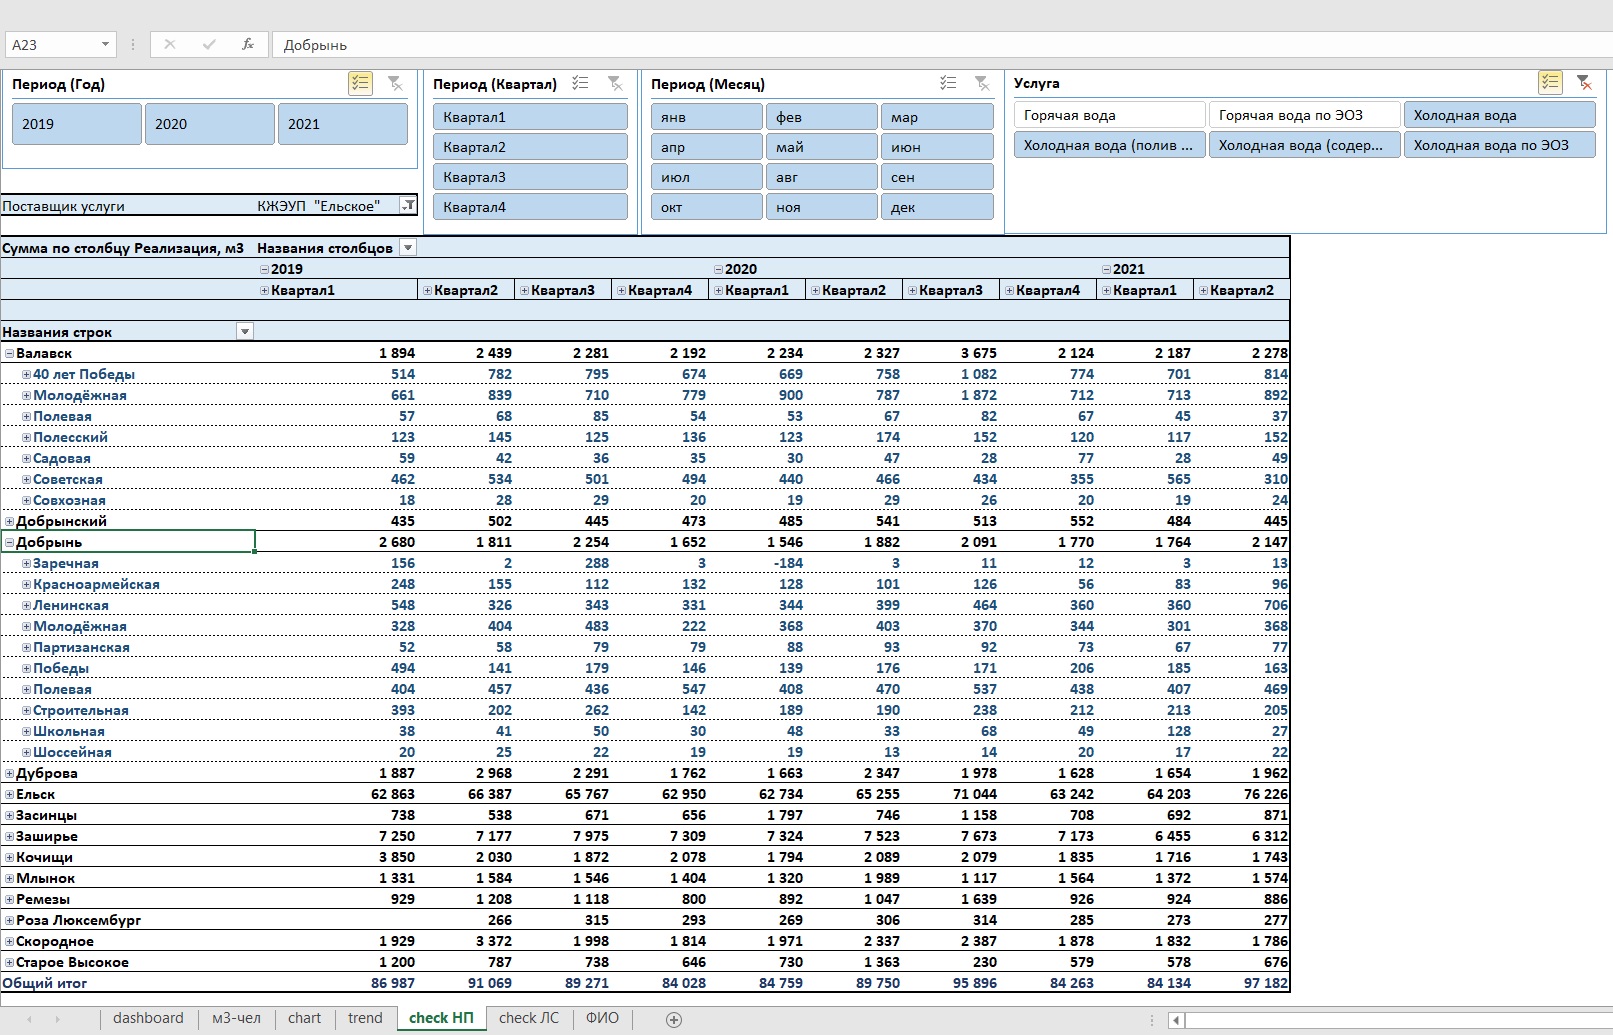 A23 fx Добрынь
Период (Год) Период (Квартал) Период (Месяц) Услуга
2019 2020 2021 Квартал1 янв фев мар Горячая вода Горячая вода по ЭОЗ Холодная вода
Квартал2 апр май июн Холодная вода (полив ... Холодная вода (содер... Холодная вода по ЭОЗ
Квартал3 июл авг сен
Поставщик услуги КЖЭУП "Ельское" Квартал4 окт ноя дек
Сумма по столбцу Реализация, м3 Названия столбцов
2019 2020 2021
Квартал1 Квартал2 Квартал3 Квартал4 Квартал1 Квартал2 Квартал3 Квартал4 Квартал1 Квартал2
Названия строк
Валавск 1 894 2 439 2 281 2 192 2 234 2 327 3 675 2 124 2 187 2 278
40 лет Победы 514 782 795 674 669 758 1 082 774 701 814
Молодёжная 661 839 710 779 900 787 1 872 712 713 892
Полевая 57 68 85 54 53 67 82 67 45 37
Полесский 123 145 125 136 123 174 152 120 117 152
Садовая 59 42 36 35 30 47 28 77 28 49
Советская 462 534 501 494 440 466 434 355 565 310
Совхозная 18 28 29 20 19 29 26 20 19 24
Добрынский 435 502 445 473 485 541 513 552 484 445
Добрынь 2 680 1 811 2 254 1 652 1 546 1 882 2 091 1 770 1 764 2 147
Заречная 156 2 288 3 -184 3 11 12 3 13
Красноармейская 248 155 112 132 128 101 126 56 83 96
Ленинская 548 326 343 331 344 399 464 360 360 706
Молодёжная 328 404 483 222 368 403 370 344 301 368
Партизанская 52 58 79 79 88 93 92 73 67 77
Победы 494 141 179 146 139 176 171 206 185 163
Полевая 404 457 436 547 408 470 537 438 407 469
Строительная 393 202 262 142 189 190 238 212 213 205
Школьная 38 41 50 30 48 33 68 49 128 27
Шоссейная 20 25 22 19 19 13 14 20 17 22
Дуброва 1 887 2 968 2 291 1 762 1 663 2 347 1 978 1 628 1 654 1 962
Ельск 62 863 66 387 65 767 62 950 62 734 65 255 71 044 63 242 64 203 76 226
Засинцы 738 538 671 656 1 797 746 1 158 708 692 871
Заширье 7 250 7 177 7 975 7 309 7 324 7 523 7 673 7 173 6 455 6 312
Кочищи 3 850 2 030 1 872 2 078 1 794 2 089 2 079 1 835 1 716 1 743
Млынок 1 331 1 584 1 546 1 404 1 320 1 989 1 117 1 564 1 372 1 574
Ремезы 929 1 208 1 118 800 892 1 047 1 639 926 924 886
Роза Люксембург 266 315 293 269 306 314 285 273 277
Скородное 1 929 3 372 1 998 1 814 1 971 2 337 2 387 1 878 1 832 1 786
Старое Высокое 1 200 787 738 646 730 1 363 230 579 578 676
Общий итог 86 987 91 069 89 271 84 028 84 759 89 750 95 896 84 263 84 134 97 182
dashboard м3-чел chart trend check НП check ЛС ФИО